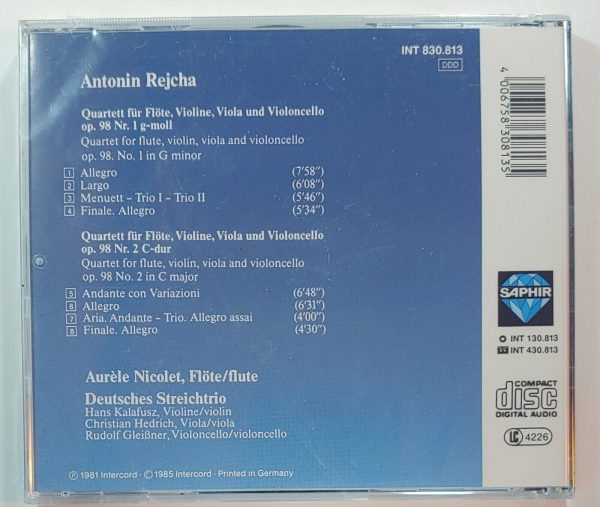 INT 830.813
DDD
Antonin Rejcha
Quartett für Flöte, Violine, Viola und Violoncello
op. 98 Nr. 1 g-moll
Quartet for flute, violin, viola and violoncello
op. 98. No. 1 in G minor
1 Allegro (7'58")
2 Largo (6'08")
3 Menuett - Trio I - Trio II (5'46")
4 Finale. Allegro (5'34")
Quartett für Flöte, Violine, Viola und Violoncello
op. 98 Nr. 2 C-dur
Quartet for flute, violin, viola and violoncello
op. 98 No. 2 in C major
5 Andante con Variazioni (6'48")
6 Allegro (6'31")
7 Aria. Andante - Trio. Allegro assai (4'00")
8 Finale. Allegro (4'30")
Aurèle Nicolet, Flöte/flute
Deutsches Streichtrio
Hans Kalafusz, Violine/violin
Christian Hedrich, Viola/viola
Rudolf Gleißner, Violoncello/violoncello
Ⓟ 1981 Intercord · © 1985 Intercord · Printed in Germany
4 006758 308135
SAPHIR
INT 130.813
INT 430.813
COMPACT
disc
DIGITAL AUDIO
LC 4226